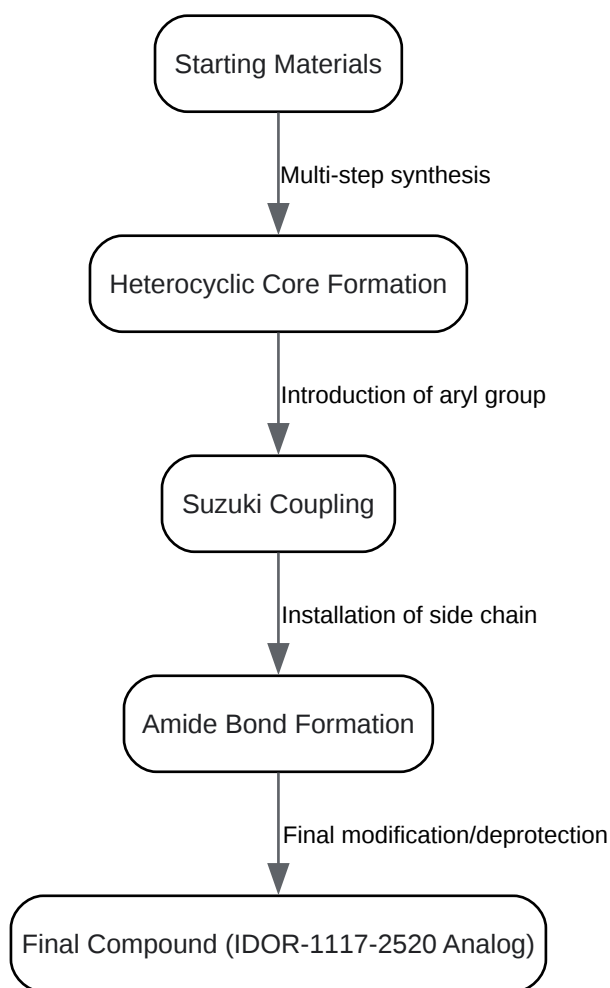 Starting Materials
Multi-step synthesis
Heterocyclic Core Formation
Introduction of aryl group
Suzuki Coupling
Installation of side chain
Amide Bond Formation
Final modification/deprotection
Final Compound (IDOR-1117-2520 Analog)